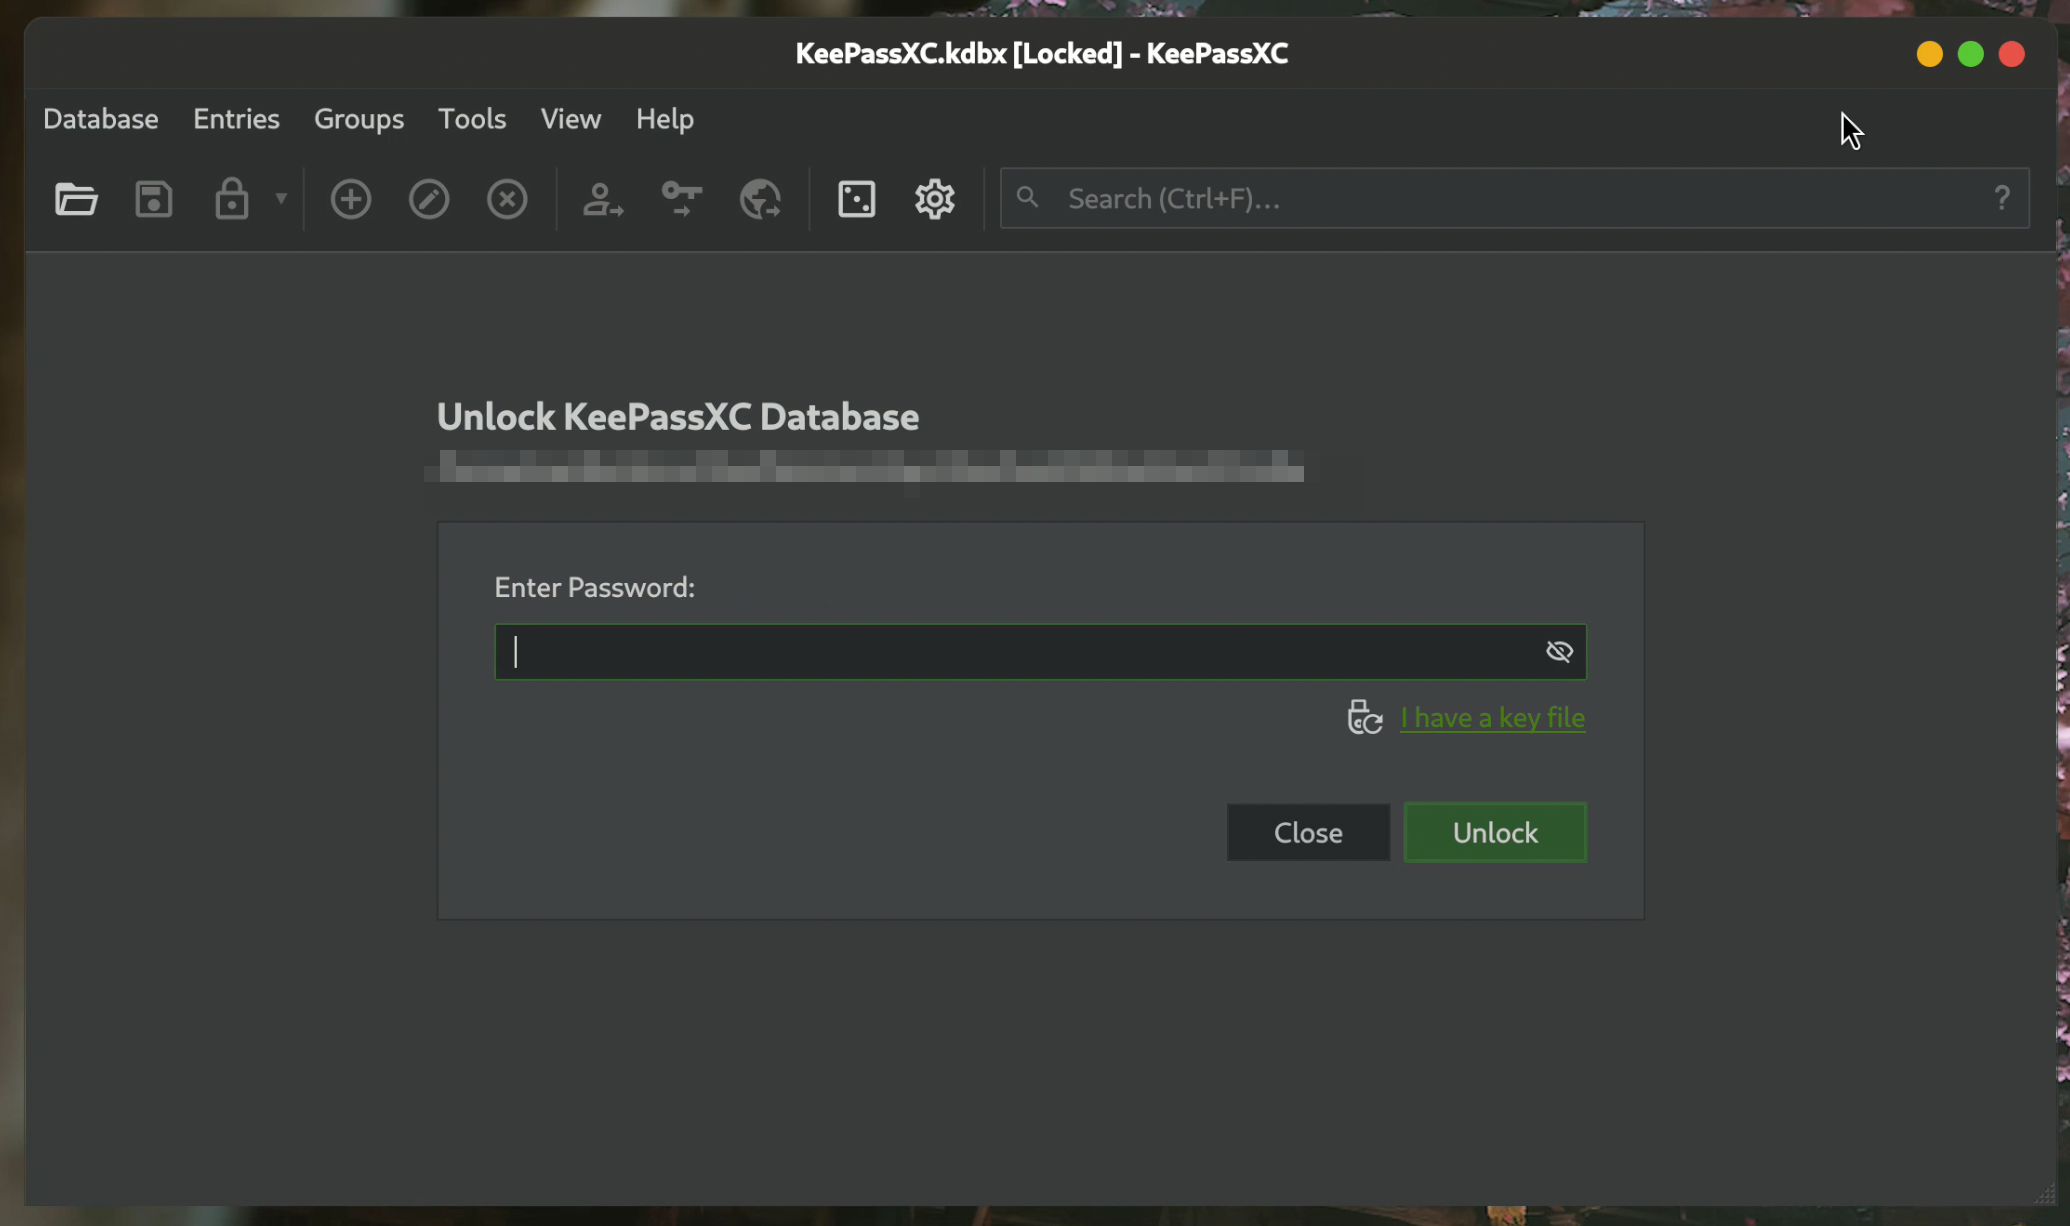 KeePassXC.kdbx [Locked] - KeePassXC
Database Entries Groups Tools View Help
Search (Ctrl+F)... ?
Unlock KeePassXC Database
Enter Password:
I have a key file
Close Unlock